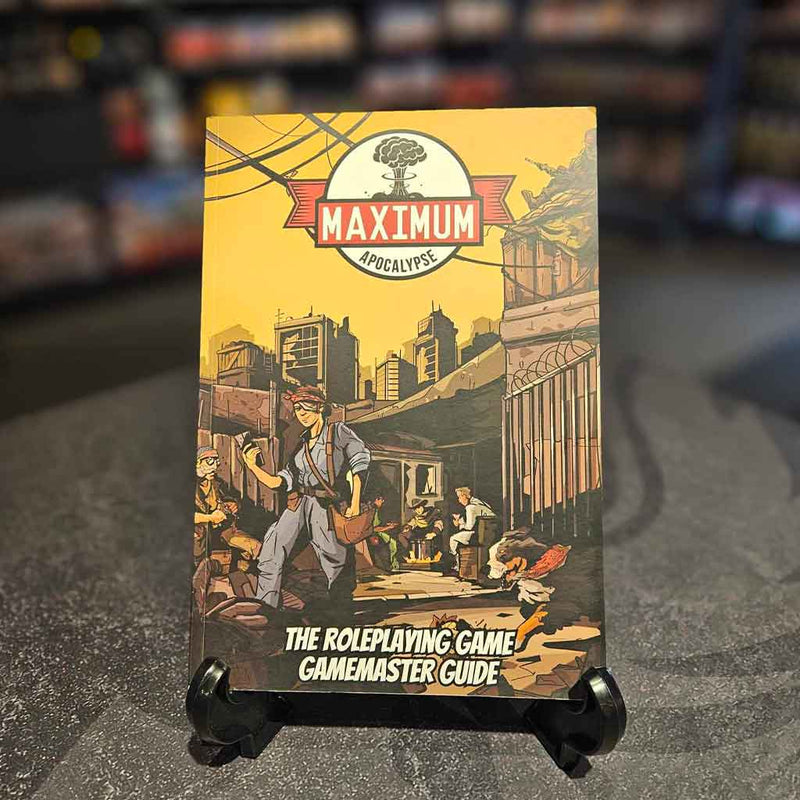 MAXIMUM
APOCALYPSE
THE ROLEPLAYING GAME
GAMEMASTER GUIDE